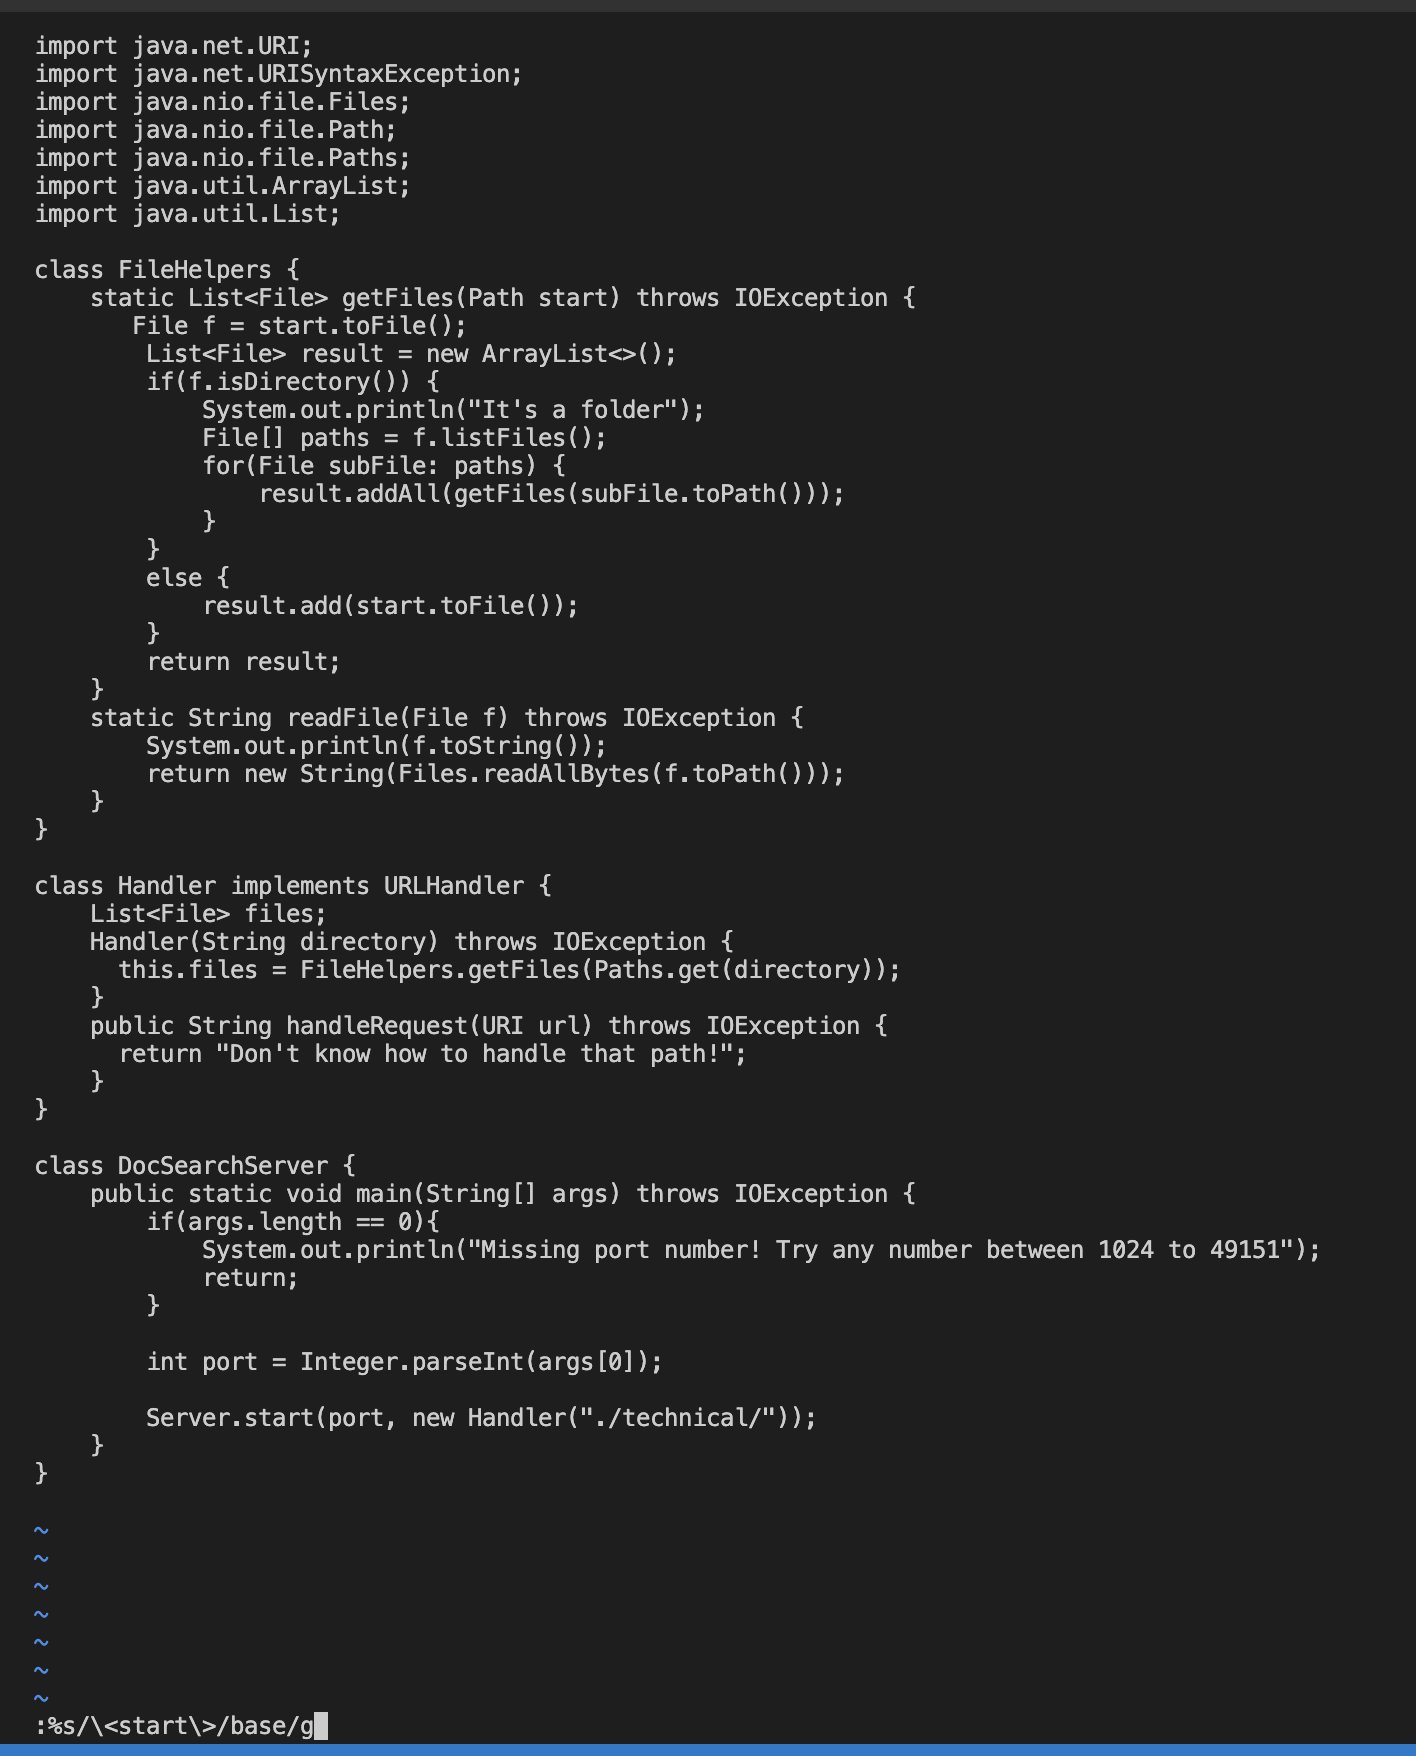 import java.net.URI;
import java.net.URISyntaxException;
import java.nio.file.Files;
import java.nio.file.Path;
import java.nio.file.Paths;
import java.util.ArrayList;
import java.util.List;

class FileHelpers {
    static List<File> getFiles(Path start) throws IOException {
       File f = start.toFile();
        List<File> result = new ArrayList<>();
        if(f.isDirectory()) {
            System.out.println("It's a folder");
            File[] paths = f.listFiles();
            for(File subFile: paths) {
                result.addAll(getFiles(subFile.toPath()));
            }
        }
        else {
            result.add(start.toFile());
        }
        return result;
    }
    static String readFile(File f) throws IOException {
        System.out.println(f.toString());
        return new String(Files.readAllBytes(f.toPath()));
    }
}

class Handler implements URLHandler {
    List<File> files;
    Handler(String directory) throws IOException {
      this.files = FileHelpers.getFiles(Paths.get(directory));
    }
    public String handleRequest(URI url) throws IOException {
      return "Don't know how to handle that path!";
    }
}

class DocSearchServer {
    public static void main(String[] args) throws IOException {
        if(args.length == 0){
            System.out.println("Missing port number! Try any number between 1024 to 49151");
            return;
        }

        int port = Integer.parseInt(args[0]);

        Server.start(port, new Handler("./technical/"));
    }
}

~
~
~
~
~
~
~
:%s/\<start\>/base/g